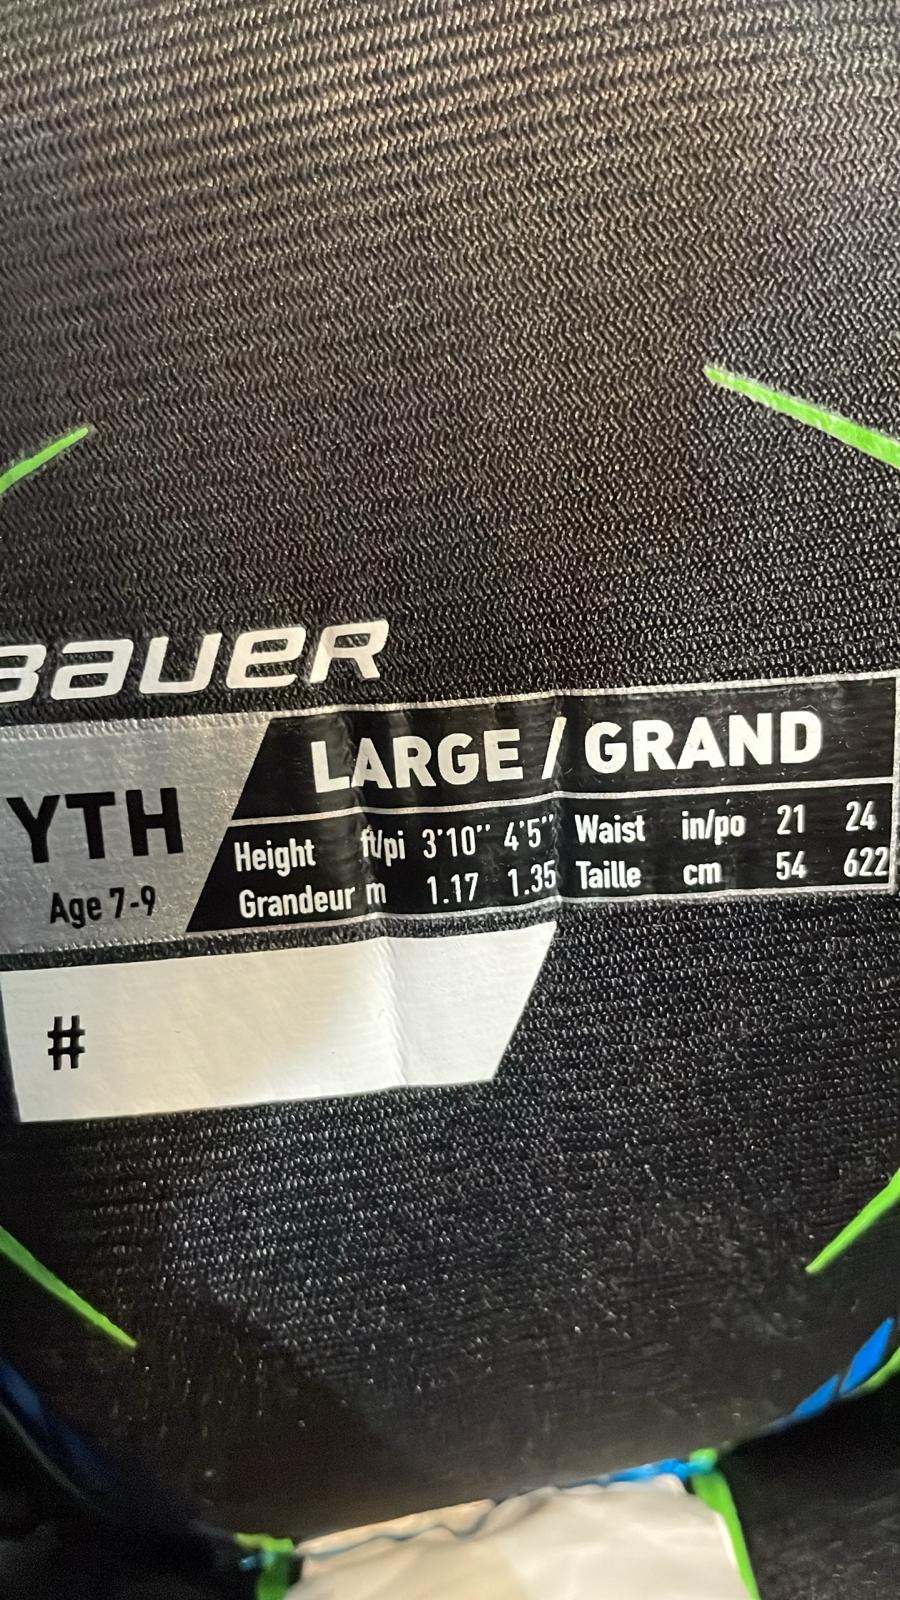 BAUER
YTH
Age 7-9
LARGE / GRAND
Height ft/pi 3'10'' 4'5'' Waist in/po 21 24
Grandeur m 1.17 1.35 Taille cm 54 622
#